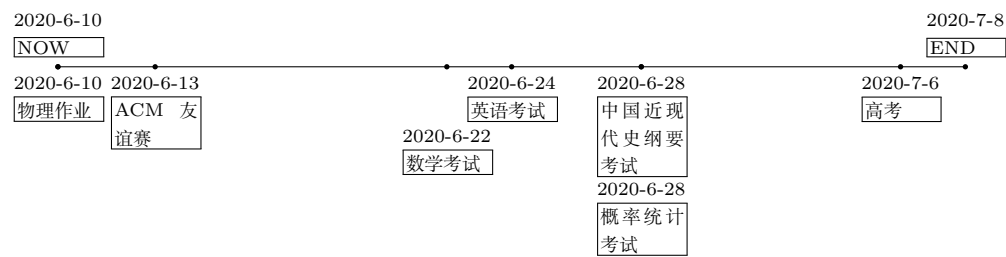 2020-6-10
2020-7-8
NOW
END
2020-6-10
2020-6-13
2020-6-24
2020-6-28
2020-7-6
物理作业
ACM 友
谊赛
英语考试
中国近现
代史纲要
考试
高考
2020-6-22
数学考试
2020-6-28
概率统计
考试